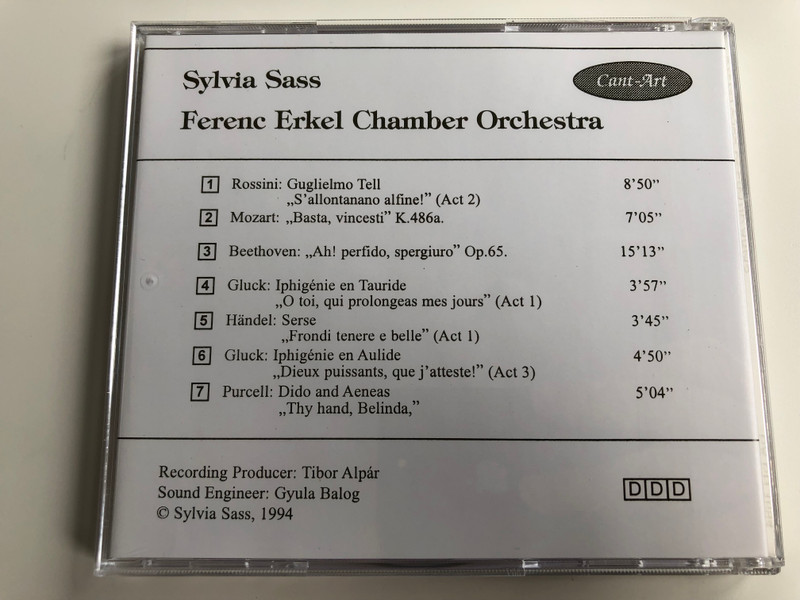 Sylvia Sass
Cant-Art
Ferenc Erkel Chamber Orchestra
1 Rossini: Guglielmo Tell 8’50”
„S’allontanano alfine!” (Act 2)
2 Mozart: „Basta, vincesti” K.486a. 7’05”
3 Beethoven: „Ah! perfido, spergiuro” Op.65. 15’13”
4 Gluck: Iphigénie en Tauride 3’57”
„O toi, qui prolongeas mes jours” (Act 1)
5 Händel: Serse 3’45”
„Frondi tenere e belle” (Act 1)
6 Gluck: Iphigénie en Aulide 4’50”
„Dieux puissants, que j’atteste!” (Act 3)
7 Purcell: Dido and Aeneas 5’04”
„Thy hand, Belinda,”
Recording Producer: Tibor Alpár
Sound Engineer: Gyula Balog
© Sylvia Sass, 1994
DDD